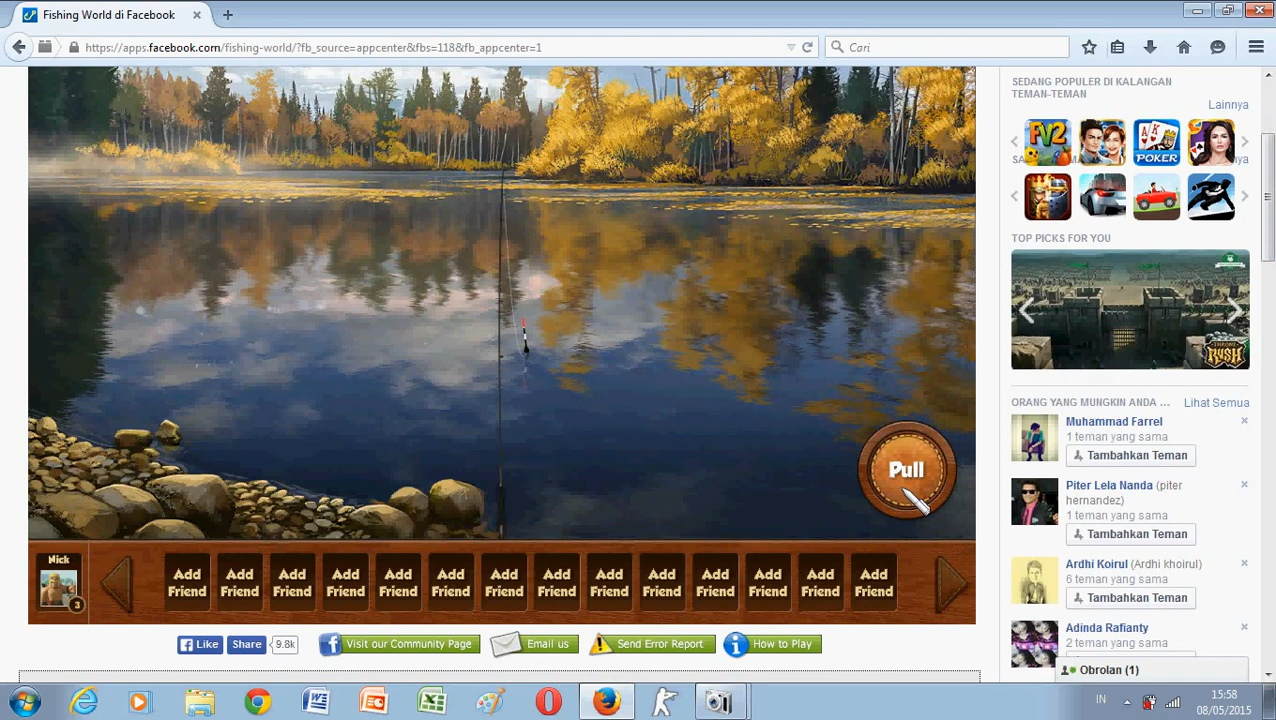 Fishing World di Facebook
https://apps.facebook.com/fishing-world/?fb_source=appcenter&fbs=118&fb_appcenter=1
Cari
SEDANG POPULER DI KALANGAN
TEMAN-TEMAN
Lainnya
FV2
POKER
TOP PICKS FOR YOU
THRONE
RUSH
ORANG YANG MUNGKIN ANDA ...
Lihat Semua
Muhammad Farrel
1 teman yang sama
Tambahkan Teman
Piter Lela Nanda (piter
hernandez)
1 teman yang sama
Tambahkan Teman
Ardhi Koirul (Ardhi khoirul)
6 teman yang sama
Tambahkan Teman
Adinda Rafianty
2 teman yang sama
Obrolan (1)
Pull
Nick
3
Add Friend
Add Friend
Add Friend
Add Friend
Add Friend
Add Friend
Add Friend
Add Friend
Add Friend
Add Friend
Add Friend
Add Friend
Add Friend
Add Friend
Like
Share
9.8k
Visit our Community Page
Email us
Send Error Report
How to Play
IN
15:58
08/05/2015